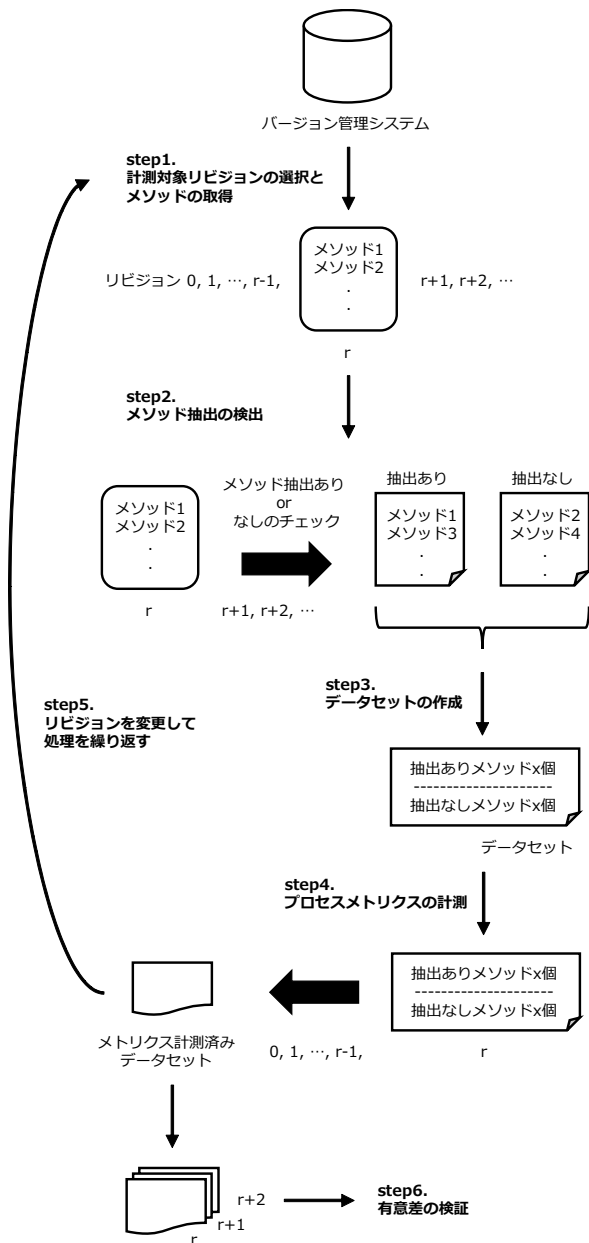 バージョン管理システム
step1.
計測対象リビジョンの選択と
メソッドの取得
リビジョン 0, 1, …, r-1,
メソッド1
メソッド2
.
.
r+1, r+2, …
r
step2.
メソッド抽出の検出
メソッド1
メソッド2
.
.
r
メソッド抽出あり
or
なしのチェック
r+1, r+2, …
抽出あり
メソッド1
メソッド3
.
.
抽出なし
メソッド2
メソッド4
.
.
step3.
データセットの作成
抽出ありメソッドx個
----------------------
抽出なしメソッドx個
データセット
step4.
プロセスメトリクスの計測
抽出ありメソッドx個
----------------------
抽出なしメソッドx個
r
0, 1, …, r-1,
メトリクス計測済み
データセット
step5.
リビジョンを変更して
処理を繰り返す
r
r+1
r+2
step6.
有意差の検証